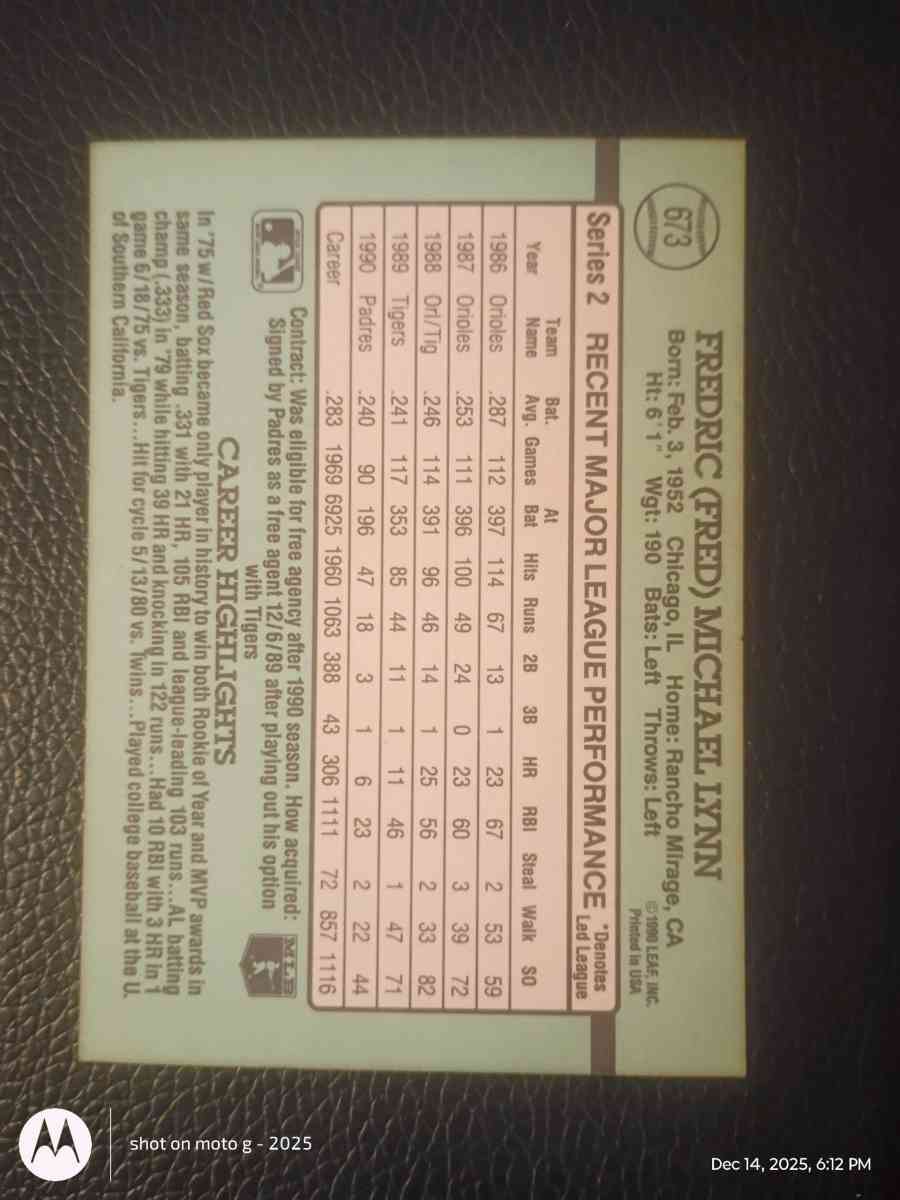 673
FREDRIC (FRED) MICHAEL LYNN
Born: Feb. 3, 1952 Chicago, IL Home: Rancho Mirage, CA
Ht: 6'1" Wgt: 190 Bats: Left Throws: Left
© 1990 LEAF, INC.
Printed in USA
Series 2 RECENT MAJOR LEAGUE PERFORMANCE *Denotes Led League
Year Team Name Bat. Avg. Games At Bat Hits Runs 2B 3B HR RBI Steal Walk SO
1986 Orioles .287 112 397 114 67 13 1 23 67 2 53 59
1987 Orioles .253 111 396 100 49 24 0 23 60 3 39 72
1988 Orl/Tig .246 114 391 96 46 14 1 25 56 2 33 82
1989 Tigers .241 117 353 85 44 11 1 11 46 1 47 71
1990 Padres .240 90 196 47 18 3 1 6 23 2 22 44
Career .283 1969 6925 1960 1063 388 43 306 1111 72 857 1116
Contract: Was eligible for free agency after 1990 season. How acquired:
Signed by Padres as a free agent 12/6/89 after playing out his option
with Tigers
MLB
CAREER HIGHLIGHTS
In '75 w/Red Sox became only player in history to win both Rookie of Year and MVP awards in
same season, batting .331 with 21 HR, 105 RBI and league-leading 103 runs...AL batting
champ (.333) in '79 while hitting 39 HR and knocking in 122 runs...Had 10 RBI with 3 HR in 1
game 6/18/75 vs. Tigers...Hit for cycle 5/13/80 vs. Twins...Played college baseball at the U.
of Southern California.
shot on moto g - 2025
Dec 14, 2025, 6:12 PM